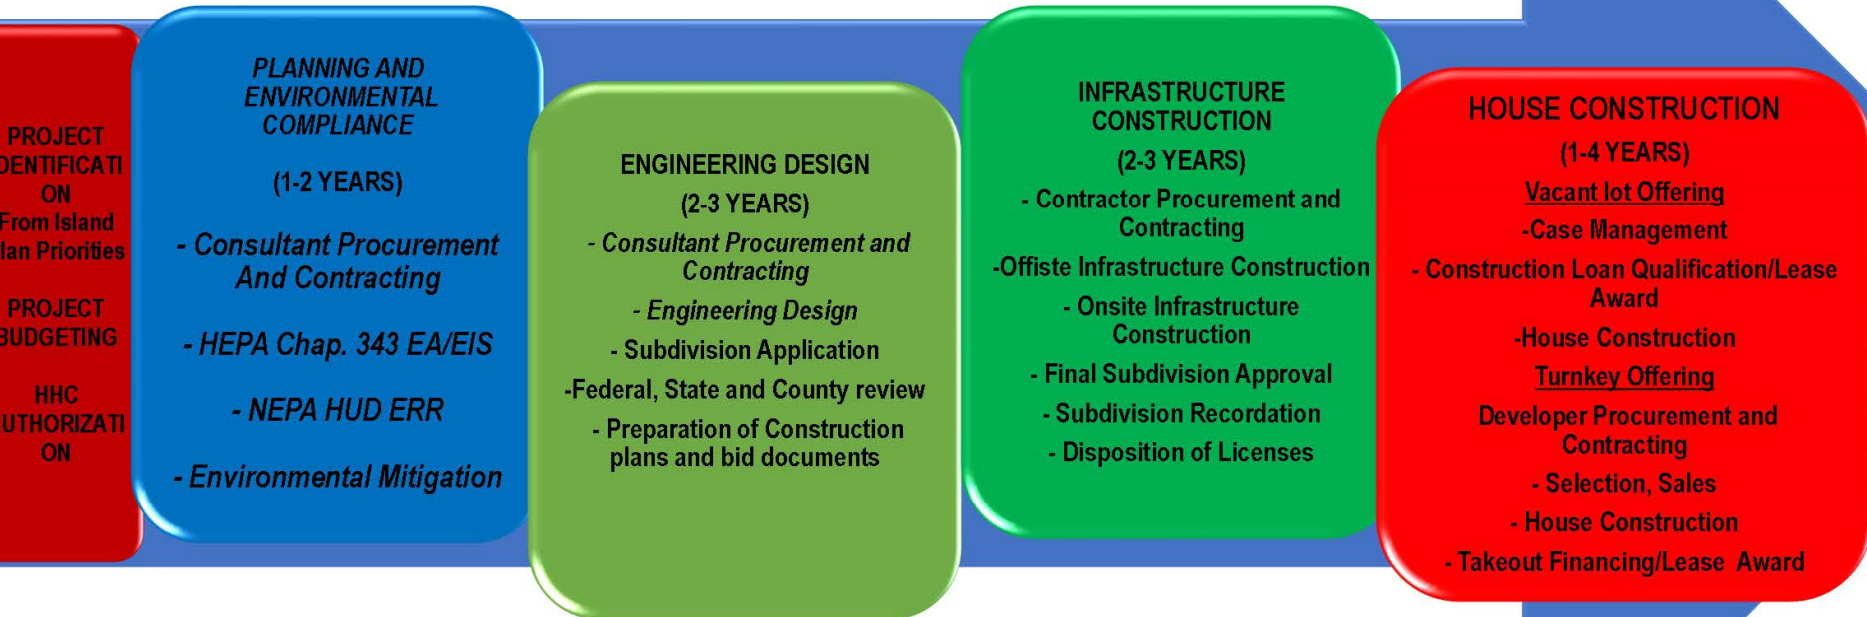 PROJECT
DENTIFICATI
ON
From Island
lan Priorities
PROJECT
BUDGETING
HHC
UTHORIZATI
ON
PLANNING AND
ENVIRONMENTAL
COMPLIANCE
(1-2 YEARS)
- Consultant Procurement
And Contracting
- HEPA Chap. 343 EA/EIS
- NEPA HUD ERR
- Environmental Mitigation
ENGINEERING DESIGN
(2-3 YEARS)
- Consultant Procurement and
Contracting
- Engineering Design
- Subdivision Application
-Federal, State and County review
- Preparation of Construction
plans and bid documents
INFRASTRUCTURE
CONSTRUCTION
(2-3 YEARS)
- Contractor Procurement and
Contracting
-Offiste Infrastructure Construction
- Onsite Infrastructure
Construction
- Final Subdivision Approval
- Subdivision Recordation
- Disposition of Licenses
HOUSE CONSTRUCTION
(1-4 YEARS)
Vacant lot Offering
-Case Management
- Construction Loan Qualification/Lease
Award
-House Construction
Turnkey Offering
Developer Procurement and
Contracting
- Selection, Sales
- House Construction
- Takeout Financing/Lease Award